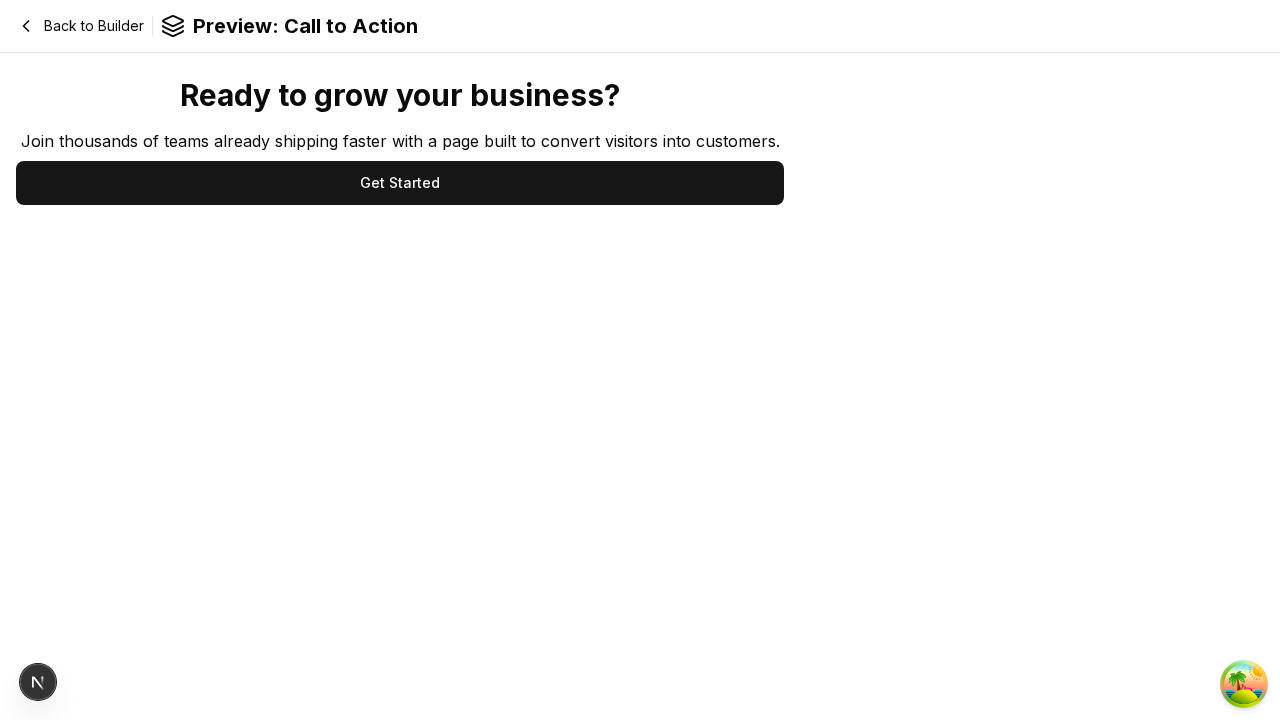 Back to Builder
Preview: Call to Action
Ready to grow your business?
Join thousands of teams already shipping faster with a page built to convert visitors into customers.
Get Started
N